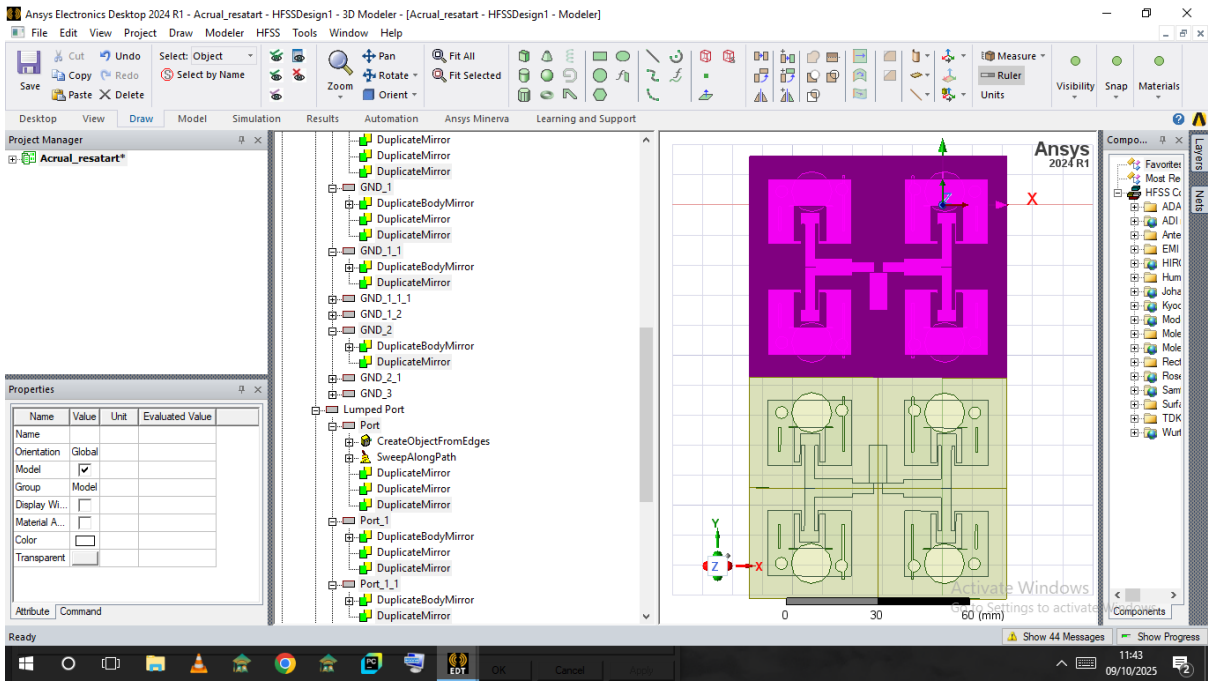 Ansys Electronics Desktop 2024 R1 - Acrual_resatart - HFSSDesign1 - 3D Modeler - [Acrual_resatart - HFSSDesign1 - Modeler]
File Edit View Project Draw Modeler HFSS Tools Window Help
Save
Cut
Copy
Paste
Undo
Redo
Delete
Select: Object
Select by Name
Zoom
Pan
Rotate
Orient
Fit All
Fit Selected
Measure
Ruler
Units
Visibility
Snap
Materials
Desktop View Draw Model Simulation Results Automation Ansys Minerva Learning and Support
Project Manager
Acrual_resatart*
Properties
Name Value Unit Evaluated Value
Name
Orientation Global
Model
Group Model
Display Wi...
Material A...
Color
Transparent
Attribute Command
DuplicateMirror
DuplicateMirror
DuplicateMirror
GND_1
DuplicateBodyMirror
DuplicateMirror
DuplicateMirror
GND_1_1
DuplicateBodyMirror
DuplicateMirror
GND_1_1_1
GND_1_2
GND_2
DuplicateBodyMirror
DuplicateMirror
GND_2_1
GND_3
Lumped Port
Port
CreateObjectFromEdges
SweepAlongPath
DuplicateMirror
DuplicateMirror
DuplicateMirror
Port_1
DuplicateBodyMirror
DuplicateMirror
DuplicateMirror
Port_1_1
DuplicateBodyMirror
DuplicateMirror
Ansys
2024 R1
X
Y
Z
X
0 30 60 (mm)
Activate Windows
Go to Settings to activate Windows.
Compo...
Favorites
Most Re
HFSS Co
ADA
ADI
Ante
EMI
HIRO
Hum
Joha
Kyoc
Mod
Mole
Mole
Rect
Rose
Sam
Surfa
TDK
Wurt
Components
Layers
Nets
Ready
Show 44 Messages
Show Progress
PC
EDT
OK Cancel
11:43
09/10/2025
2